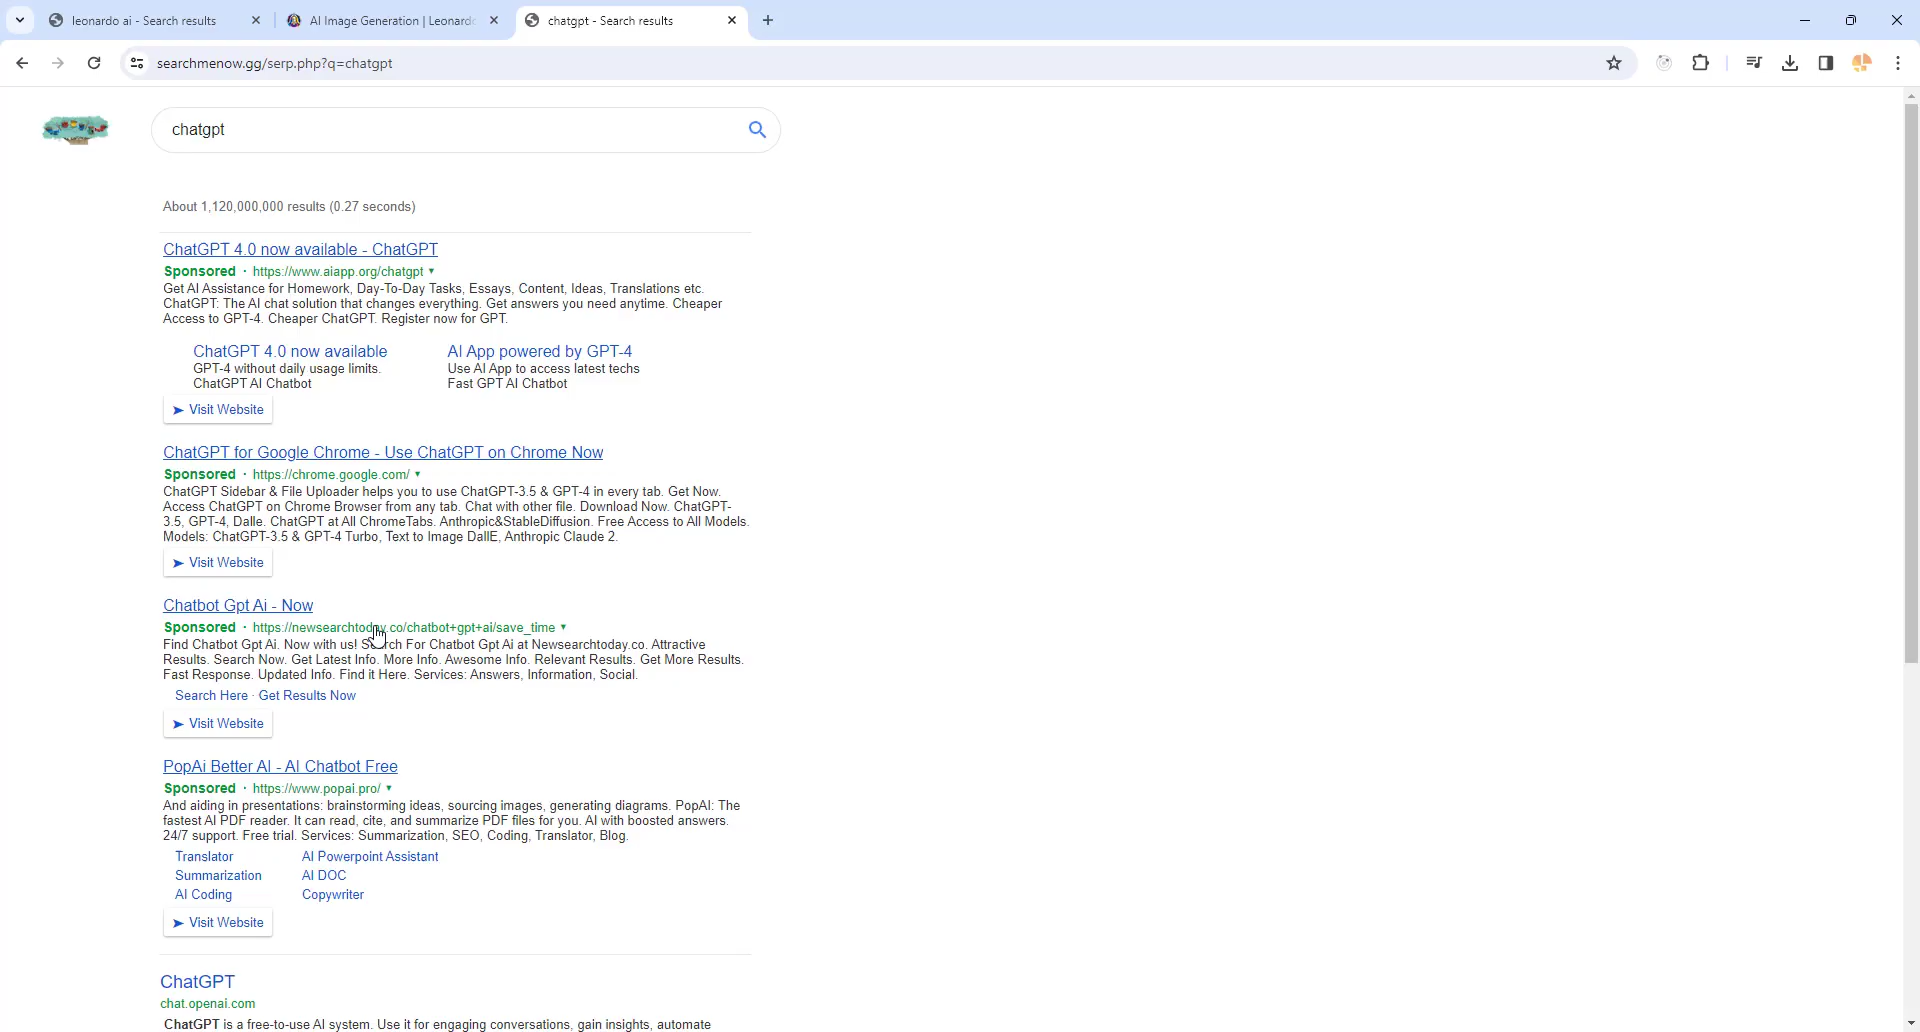 leonardo ai - Search results
AI Image Generation | Leonardo
chatgpt - Search results
searchmenow.gg/serp.php?q=chatgpt
chatgpt
About 1,120,000,000 results (0.27 seconds)
ChatGPT 4.0 now available - ChatGPT
Sponsored · https://www.aiapp.org/chatgpt
Get AI Assistance for Homework, Day-To-Day Tasks, Essays, Content, Ideas, Translations etc.
ChatGPT: The AI chat solution that changes everything. Get answers you need anytime. Cheaper
Access to GPT-4. Cheaper ChatGPT. Register now for GPT.
ChatGPT 4.0 now available
GPT-4 without daily usage limits.
ChatGPT AI Chatbot
AI App powered by GPT-4
Use AI App to access latest techs
Fast GPT AI Chatbot
Visit Website
ChatGPT for Google Chrome - Use ChatGPT on Chrome Now
Sponsored · https://chrome.google.com/
ChatGPT Sidebar & File Uploader helps you to use ChatGPT-3.5 & GPT-4 in every tab. Get Now.
Access ChatGPT on Chrome Browser from any tab. Chat with other file. Download Now. ChatGPT-
3.5, GPT-4, Dalle. ChatGPT at All ChromeTabs. Anthropic&StableDiffusion. Free Access to All Models.
Models: ChatGPT-3.5 & GPT-4 Turbo, Text to Image DallE, Anthropic Claude 2.
Visit Website
Chatbot Gpt Ai - Now
Sponsored · https://newsearchtoday.co/chatbot+gpt+ai/save_time
Find Chatbot Gpt Ai. Now with us! Search For Chatbot Gpt Ai at Newsearchtoday.co. Attractive
Results. Search Now. Get Latest Info. More Info. Awesome Info. Relevant Results. Get More Results.
Fast Response. Updated Info. Find it Here. Services: Answers, Information, Social.
Search Here · Get Results Now
Visit Website
PopAi Better AI - AI Chatbot Free
Sponsored · https://www.popai.pro/
And aiding in presentations: brainstorming ideas, sourcing images, generating diagrams. PopAI: The
fastest AI PDF reader. It can read, cite, and summarize PDF files for you. AI with boosted answers.
24/7 support. Free trial. Services: Summarization, SEO, Coding, Translator, Blog.
Translator AI Powerpoint Assistant
Summarization AI DOC
AI Coding Copywriter
Visit Website
ChatGPT
chat.openai.com
ChatGPT is a free-to-use AI system. Use it for engaging conversations, gain insights, automate